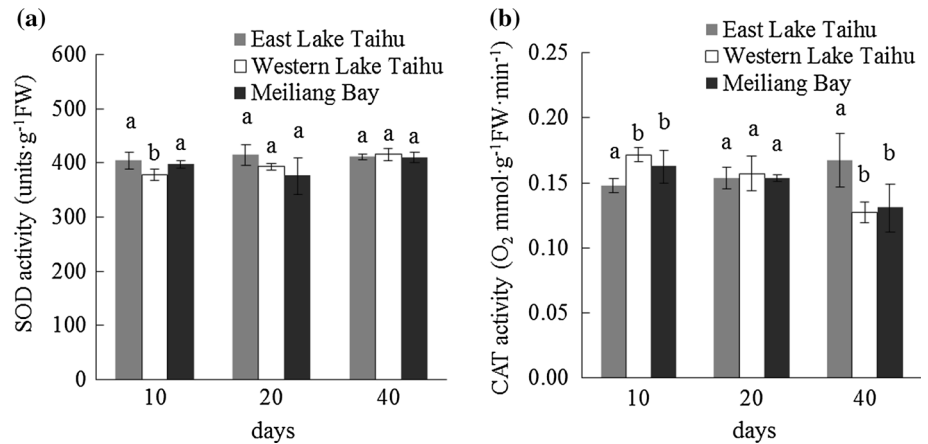 (a)
East Lake Taihu
Western Lake Taihu
Meiliang Bay
SOD activity (units·g⁻¹FW)
600
500
400
300
400
100
0
a b a
a a a
a a a
10 20 40
days
(b)
East Lake Taihu
Western Lake Taihu
Meiliang Bay
CAT activity (O₂ mmol·g⁻¹FW·min⁻¹)
0.25
0.20
0.15
0.10
0.05
0.00
a b b
a a a
a b b
10 20 40
days